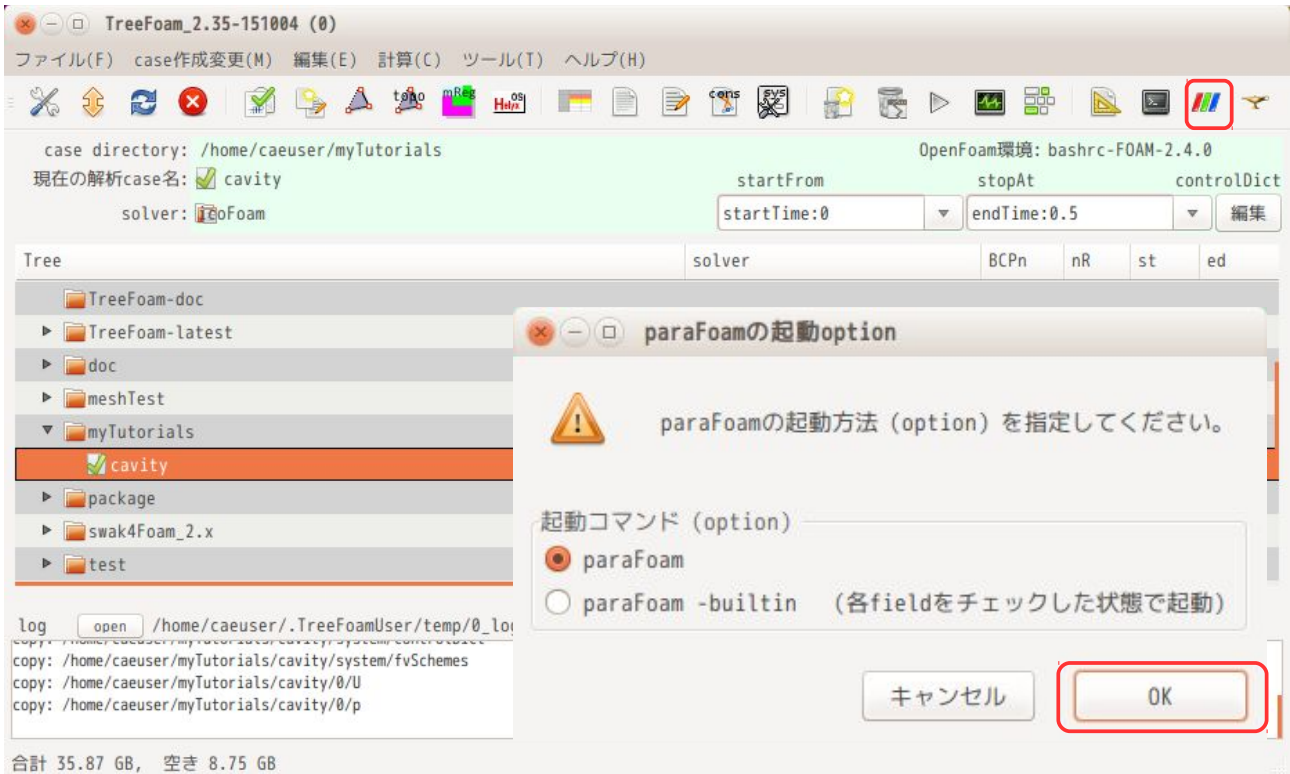 TreeFoam_2.35-151004 (0)
ファイル(F) case作成変更(M) 編集(E) 計算(C) ツール(T) ヘルプ(H)
topo mReg OS Helyx cons sys
case directory: /home/caeuser/myTutorials OpenFoam環境: bashrc-FOAM-2.4.0
現在の解析case名: cavity startFrom stopAt controlDict
solver: icoFoam startTime:0 endTime:0.5 編集
Tree solver BCPn nR st ed
TreeFoam-doc
TreeFoam-latest
doc
meshTest
myTutorials
cavity
package
swak4Foam_2.x
test
paraFoamの起動option
paraFoamの起動方法 (option) を指定してください。
起動コマンド (option)
paraFoam
paraFoam -builtin (各fieldをチェックした状態で起動)
キャンセル OK
log open /home/caeuser/.TreeFoamUser/temp/0_log
copy: /home/caeuser/myTutorials/cavity/system/controlDict
copy: /home/caeuser/myTutorials/cavity/system/fvSchemes
copy: /home/caeuser/myTutorials/cavity/0/U
copy: /home/caeuser/myTutorials/cavity/0/p
合計 35.87 GB, 空き 8.75 GB